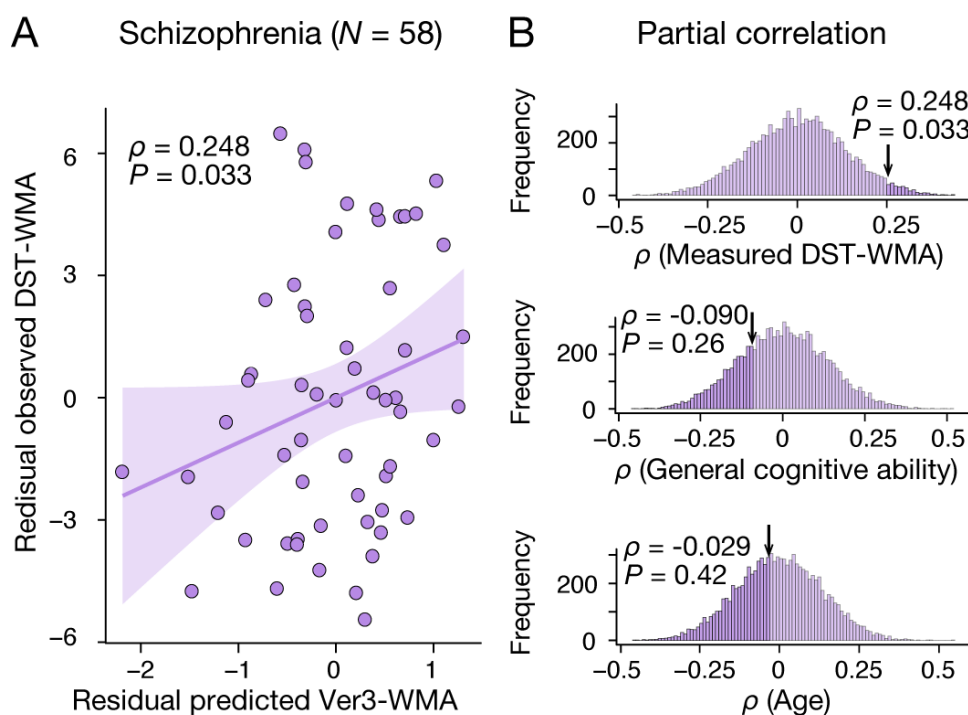 A
Schizophrenia (N = 58)
ρ = 0.248
P = 0.033
Redisual observed DST-WMA
6
3
0
−3
−6
−2
−1
0
1
Residual predicted Ver3-WMA
B
Partial correlation
Frequency
200
0
ρ = 0.248
P = 0.033
−0.5
−0.25
0
0.25
ρ (Measured DST-WMA)
Frequency
200
0
ρ = -0.090
P = 0.26
−0.5
−0.25
0
0.25
0.5
ρ (General cognitive ability)
Frequency
200
0
ρ = -0.029
P = 0.42
−0.5
−0.25
0
0.25
0.5
ρ (Age)